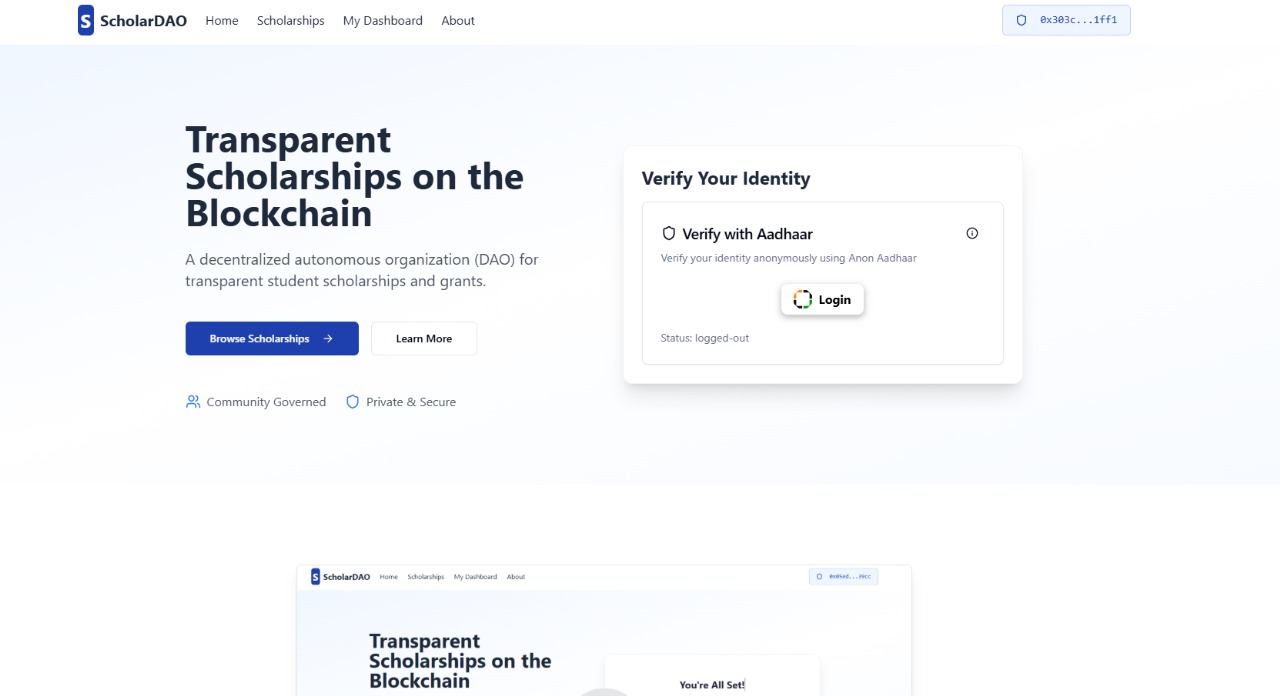 S ScholarDAO Home Scholarships My Dashboard About 0x303c...1ff1
Transparent
Scholarships on the
Blockchain
A decentralized autonomous organization (DAO) for
transparent student scholarships and grants.
Browse Scholarships Learn More
Community Governed Private & Secure
Verify Your Identity
Verify with Aadhaar
Verify your identity anonymously using Anon Aadhaar
Login
Status: logged-out
S ScholarDAO Home Scholarships My Dashboard About
Transparent
Scholarships on the
Blockchain
You're All Set!